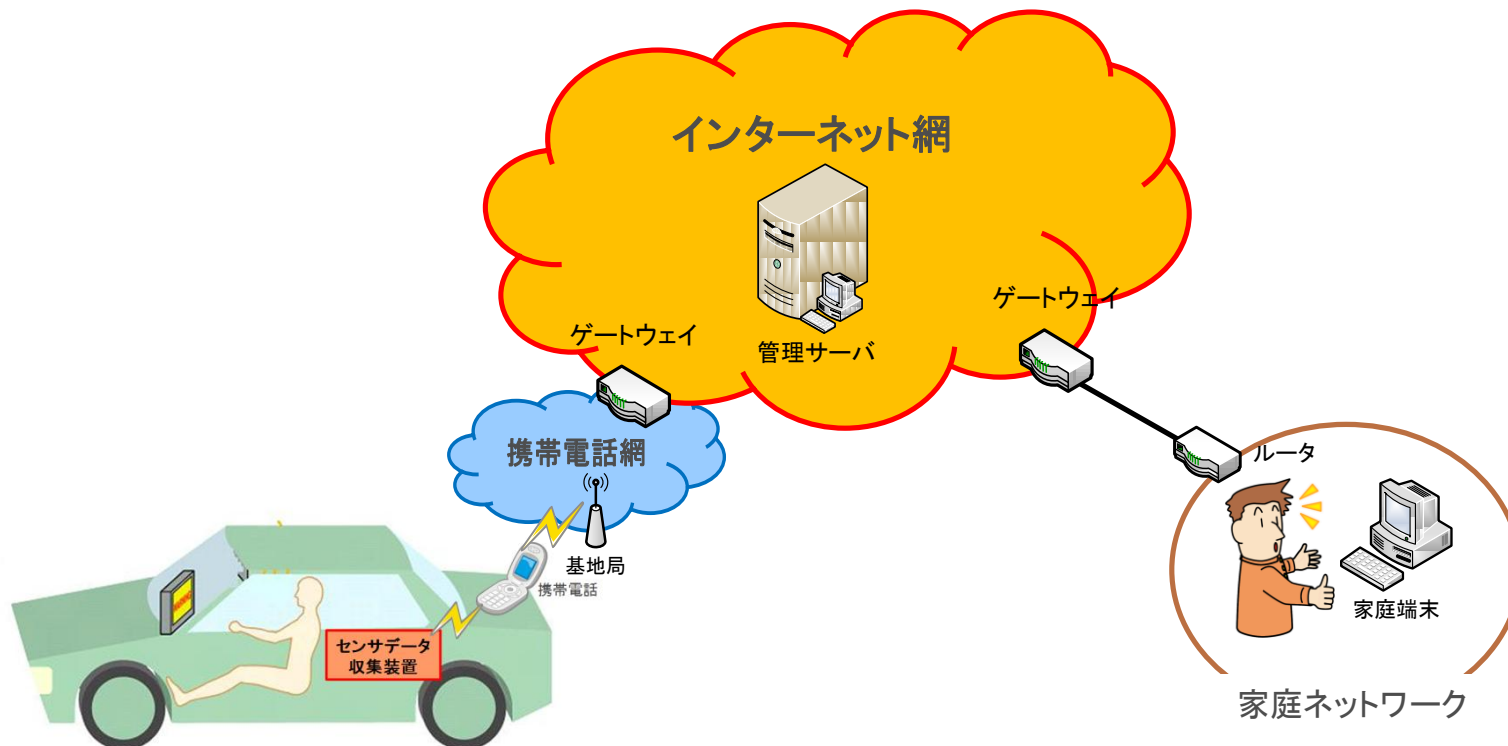 インターネット網
ゲートウェイ
管理サーバ
ゲートウェイ
携帯電話網
基地局
携帯電話
センサデータ
収集装置
ルータ
家庭端末
家庭ネットワーク